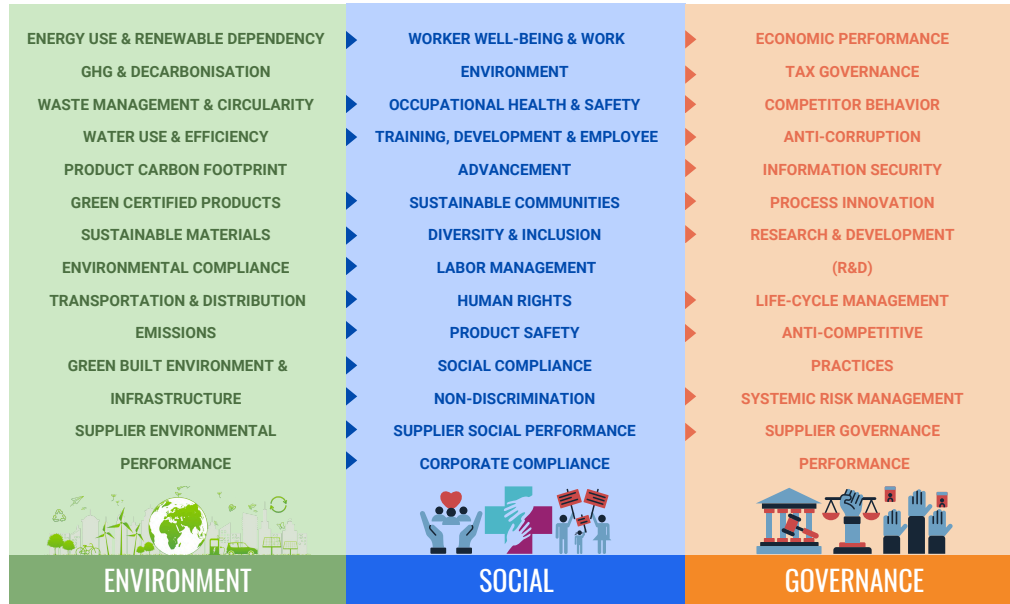 ENERGY USE & RENEWABLE DEPENDENCY
GHG & DECARBONISATION
WASTE MANAGEMENT & CIRCULARITY
WATER USE & EFFICIENCY
PRODUCT CARBON FOOTPRINT
GREEN CERTIFIED PRODUCTS
SUSTAINABLE MATERIALS
ENVIRONMENTAL COMPLIANCE
TRANSPORTATION & DISTRIBUTION
EMISSIONS
GREEN BUILT ENVIRONMENT &
INFRASTRUCTURE
SUPPLIER ENVIRONMENTAL
PERFORMANCE
ENVIRONMENT
WORKER WELL-BEING & WORK
ENVIRONMENT
OCCUPATIONAL HEALTH & SAFETY
TRAINING, DEVELOPMENT & EMPLOYEE
ADVANCEMENT
SUSTAINABLE COMMUNITIES
DIVERSITY & INCLUSION
LABOR MANAGEMENT
HUMAN RIGHTS
PRODUCT SAFETY
SOCIAL COMPLIANCE
NON-DISCRIMINATION
SUPPLIER SOCIAL PERFORMANCE
CORPORATE COMPLIANCE
SOCIAL
ECONOMIC PERFORMANCE
TAX GOVERNANCE
COMPETITOR BEHAVIOR
ANTI-CORRUPTION
INFORMATION SECURITY
PROCESS INNOVATION
RESEARCH & DEVELOPMENT
(R&D)
LIFE-CYCLE MANAGEMENT
ANTI-COMPETITIVE
PRACTICES
SYSTEMIC RISK MANAGEMENT
SUPPLIER GOVERNANCE
PERFORMANCE
GOVERNANCE